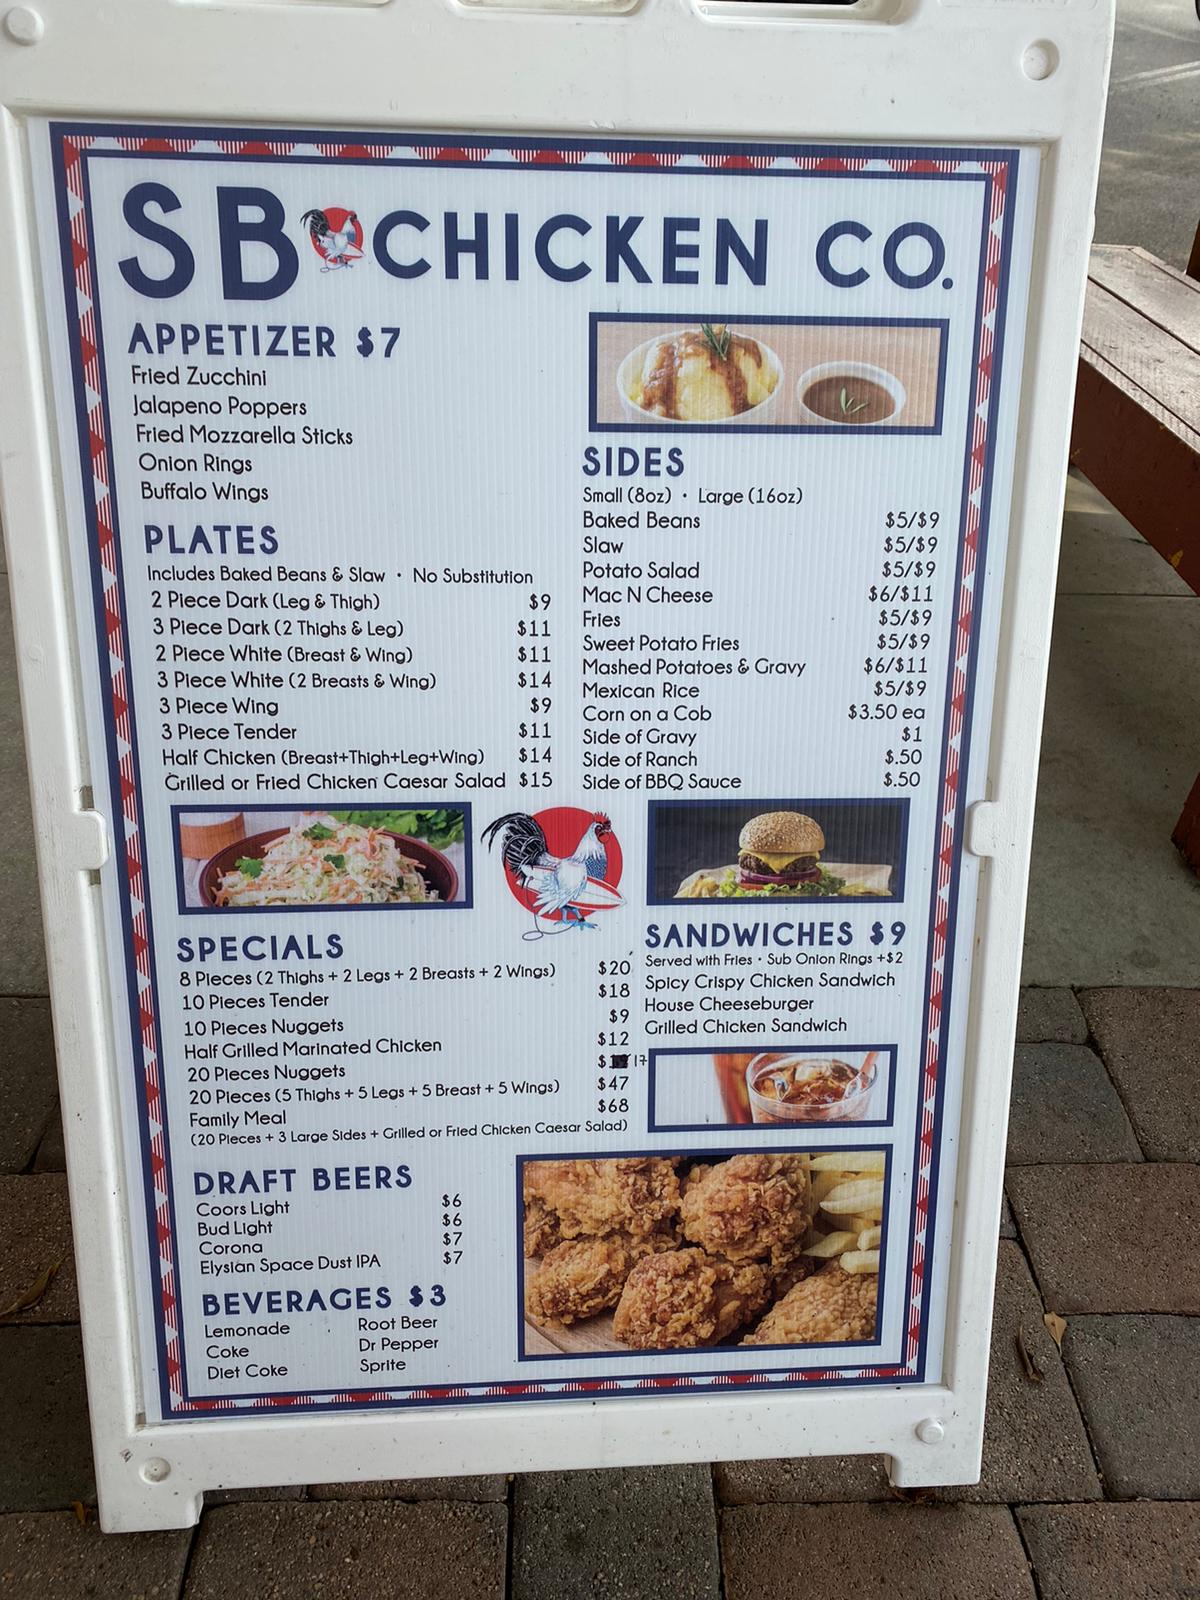 SB CHICKEN CO.
APPETIZER $7
Fried Zucchini
Jalapeno Poppers
Fried Mozzarella Sticks
Onion Rings
Buffalo Wings
PLATES
Includes Baked Beans & Slaw • No Substitution
2 Piece Dark (Leg & Thigh) $9
3 Piece Dark (2 Thighs & Leg) $11
2 Piece White (Breast & Wing) $11
3 Piece White (2 Breasts & Wing) $14
3 Piece Wing $9
3 Piece Tender $11
Half Chicken (Breast+Thigh+Leg+Wing) $14
Grilled or Fried Chicken Caesar Salad $15
SIDES
Small (8oz) • Large (16oz)
Baked Beans $5/$9
Slaw $5/$9
Potato Salad $5/$9
Mac N Cheese $6/$11
Fries $5/$9
Sweet Potato Fries $5/$9
Mashed Potatoes & Gravy $6/$11
Mexican Rice $5/$9
Corn on a Cob $3.50 ea
Side of Gravy $1
Side of Ranch $.50
Side of BBQ Sauce $.50
SPECIALS
8 Pieces (2 Thighs + 2 Legs + 2 Breasts + 2 Wings) $20
10 Pieces Tender $18
10 Pieces Nuggets $9
Half Grilled Marinated Chicken $12
20 Pieces Nuggets $ 17
20 Pieces (5 Thighs + 5 Legs + 5 Breast + 5 Wings) $47
Family Meal $68
(20 Pieces + 3 Large Sides + Grilled or Fried Chicken Caesar Salad)
SANDWICHES $9
Served with Fries • Sub Onion Rings +$2
Spicy Crispy Chicken Sandwich
House Cheeseburger
Grilled Chicken Sandwich
DRAFT BEERS
Coors Light $6
Bud Light $6
Corona $7
Elysian Space Dust IPA $7
BEVERAGES $3
Lemonade
Coke
Diet Coke
Root Beer
Dr Pepper
Sprite